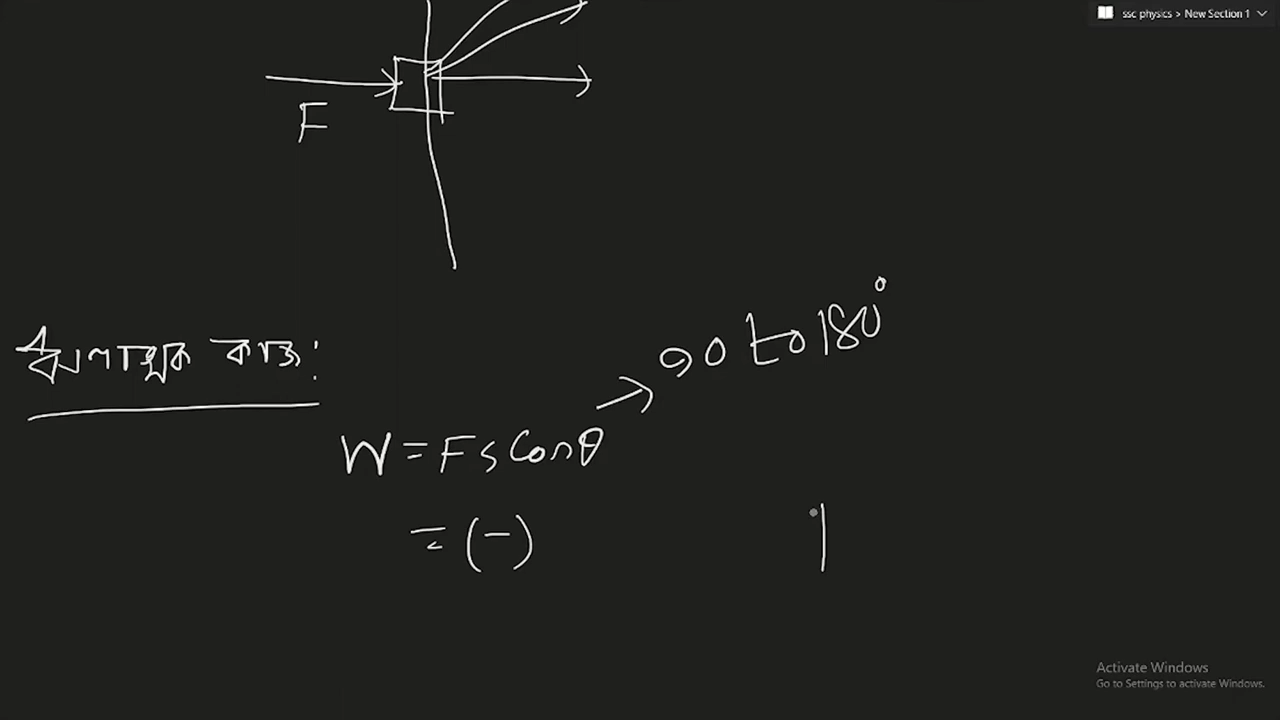 ssc physics > New Section 1
F
ঋণাত্মক কাজ:
90 to 180°
W = Fs Cosθ
= (-)
Activate Windows
Go to Settings to activate Windows.